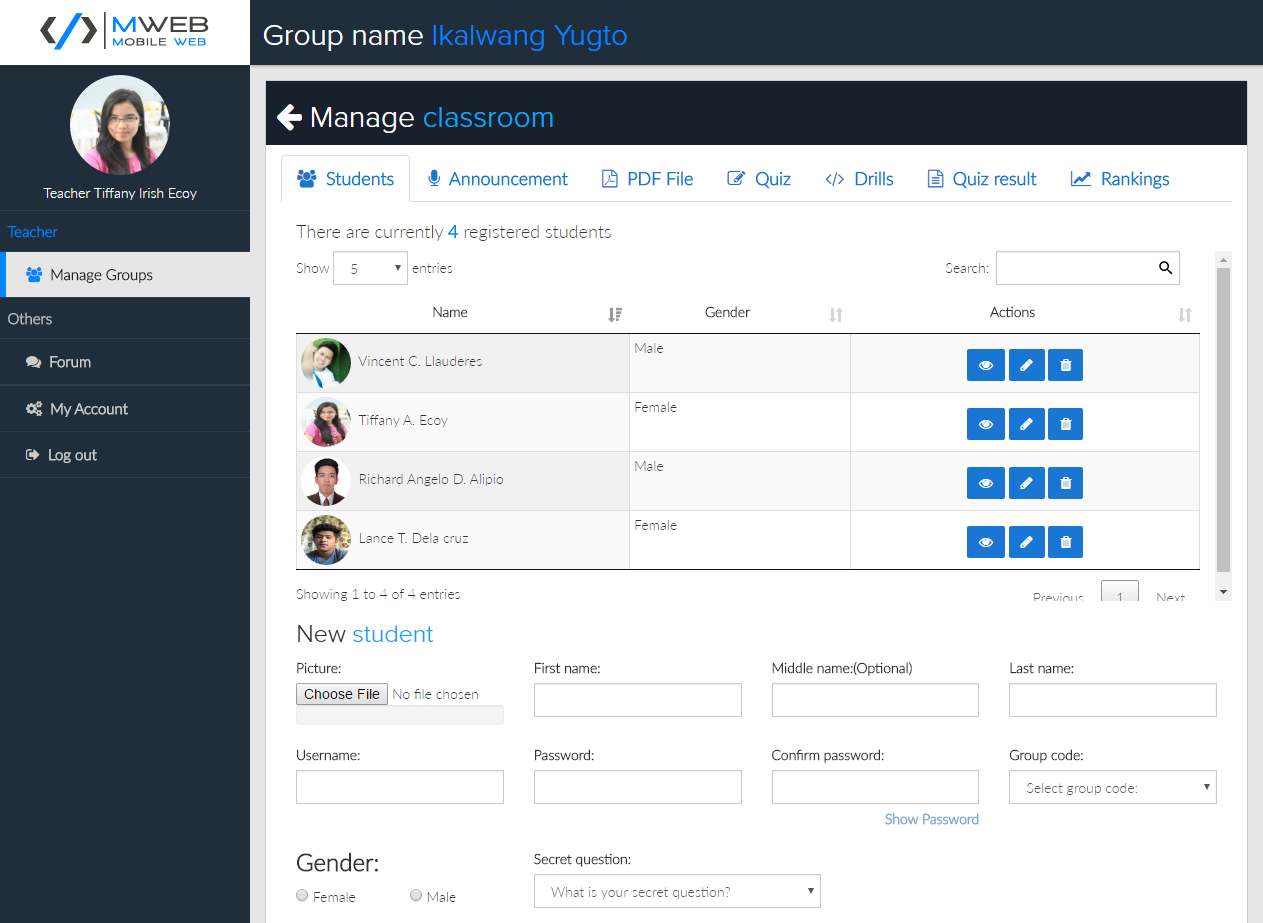 MWEB
MOBILE WEB
Group name Ikalwang Yugto
Teacher Tiffany Irish Ecoy
Teacher
Manage Groups
Others
Forum
My Account
Log out
Manage classroom
Students Announcement PDF File Quiz Drills Quiz result Rankings
There are currently 4 registered students
Show 5 entries Search:
Name Gender Actions
Vincent C. Llauderes Male
Tiffany A. Ecoy Female
Richard Angelo D. Alipio Male
Lance T. Dela cruz Female
Showing 1 to 4 of 4 entries Previous 1 Next
New student
Picture: First name: Middle name:(Optional) Last name:
Choose File No file chosen
Username: Password: Confirm password: Group code:
Select group code:
Show Password
Gender: Secret question:
Female Male What is your secret question?